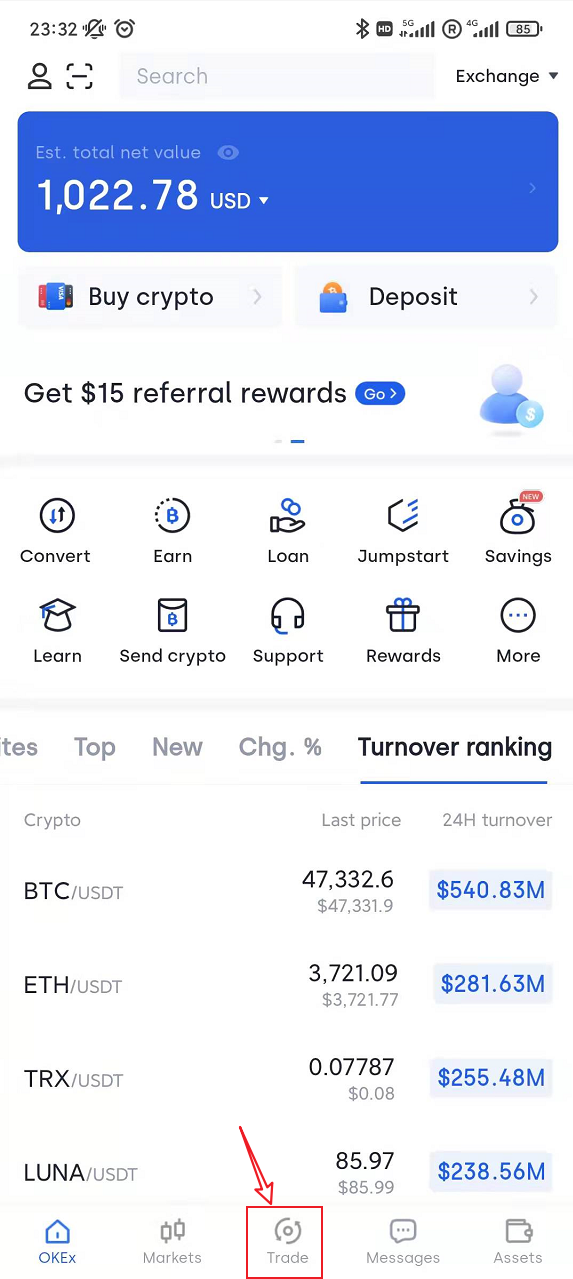 23:32 HD 5G R 4G 85
Search Exchange
Est. total net value
1,022.78 USD
VISA Buy crypto Deposit
Get $15 referral rewards Go
$
NEW
Convert Earn Loan Jumpstart Savings
Learn Send crypto Support Rewards More
ites Top New Chg. % Turnover ranking
Crypto Last price 24H turnover
BTC/USDT 47,332.6 $540.83M
$47,331.9
ETH/USDT 3,721.09 $281.63M
$3,721.77
TRX/USDT 0.07787 $255.48M
$0.08
LUNA/USDT 85.97 $238.56M
$85.99
OKEx Markets Trade Messages Assets